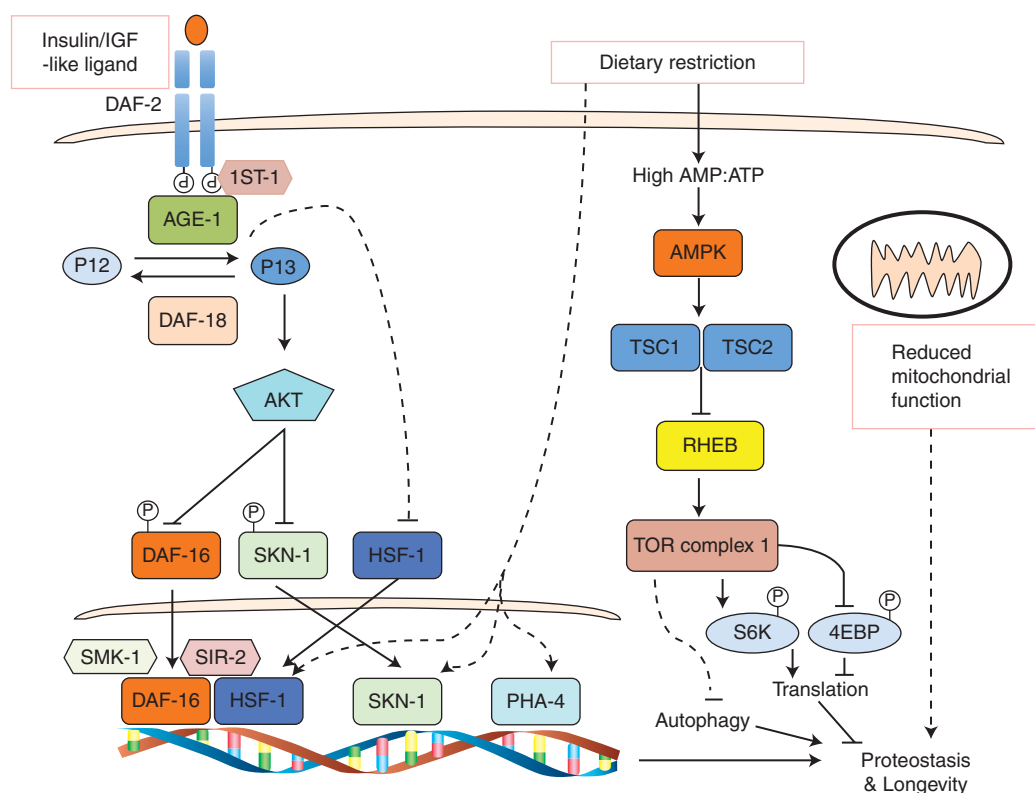 Insulin/IGF
-like ligand
DAF-2
P
P
1ST-1
AGE-1
P12
P13
DAF-18
AKT
P
P
DAF-16
SKN-1
HSF-1
SMK-1
SIR-2
DAF-16
HSF-1
SKN-1
PHA-4
Dietary restriction
High AMP:ATP
AMPK
TSC1
TSC2
RHEB
TOR complex 1
P
P
S6K
4EBP
Translation
Autophagy
Reduced
mitochondrial
function
Proteostasis
& Longevity